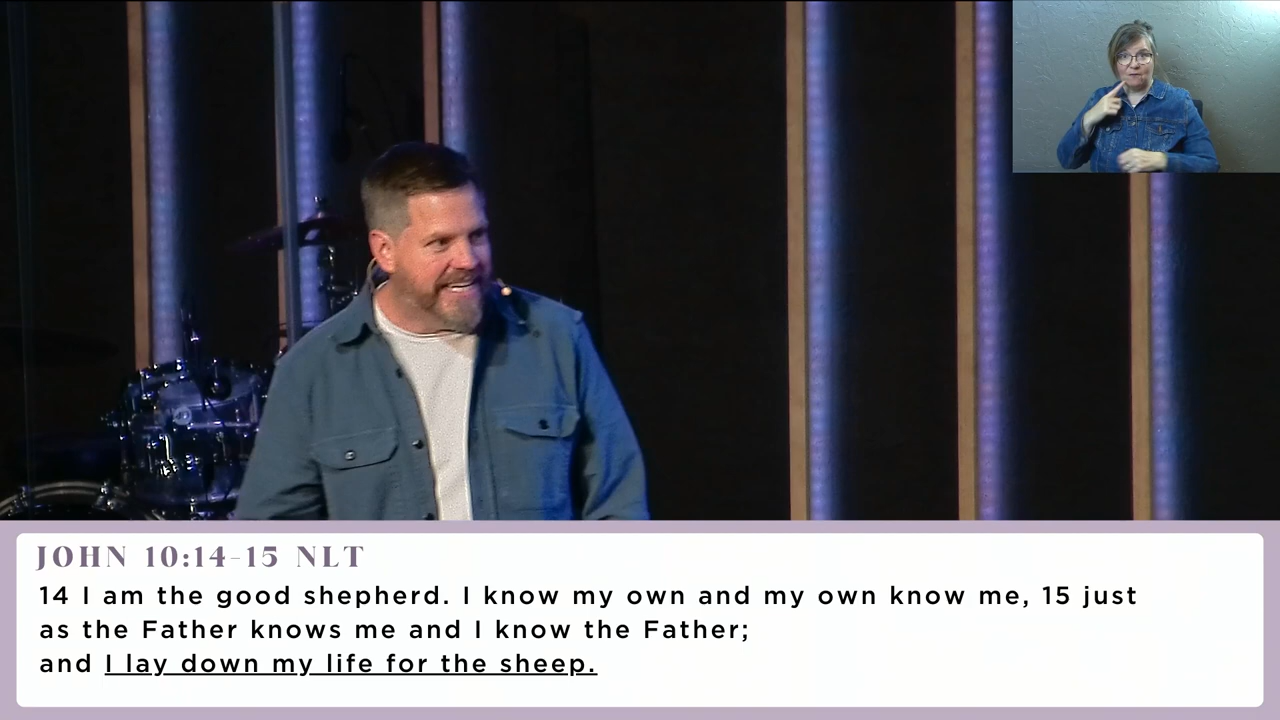 JOHN 10:14-15 NLT
14 I am the good shepherd. I know my own and my own know me, 15 just
as the Father knows me and I know the Father;
and I lay down my life for the sheep.